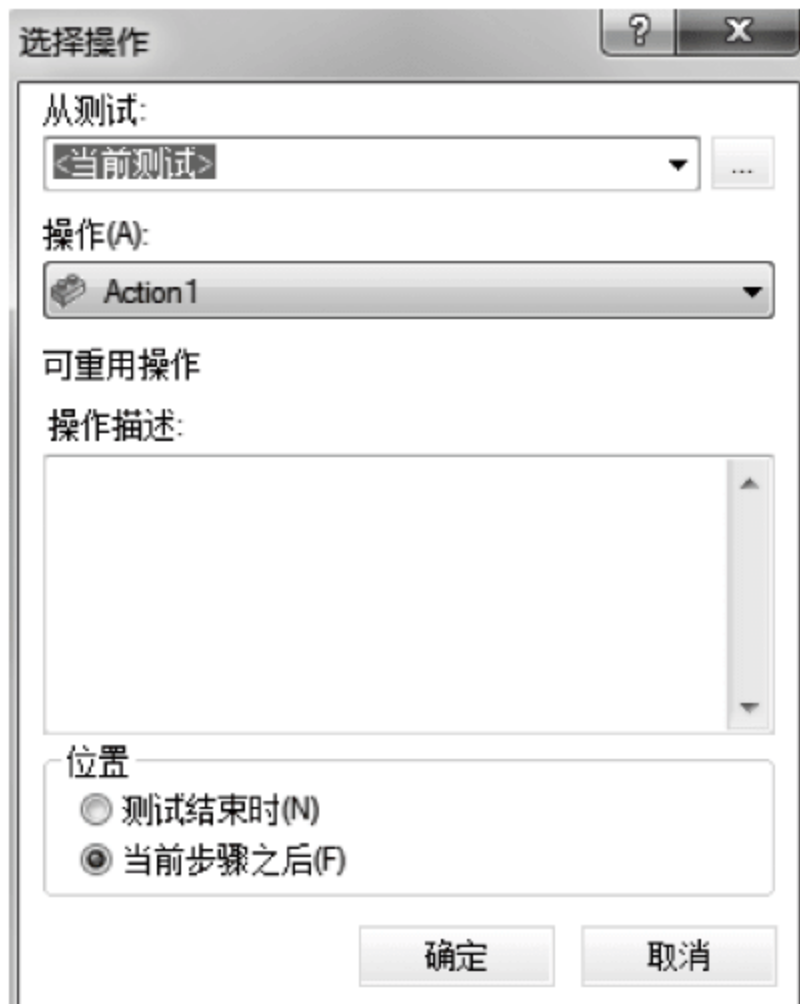 选择操作
从测试:
<当前测试>
...
操作(A):
Action1
可重用操作
操作描述:
位置
测试结束时(N)
当前步骤之后(F)
确定 取消